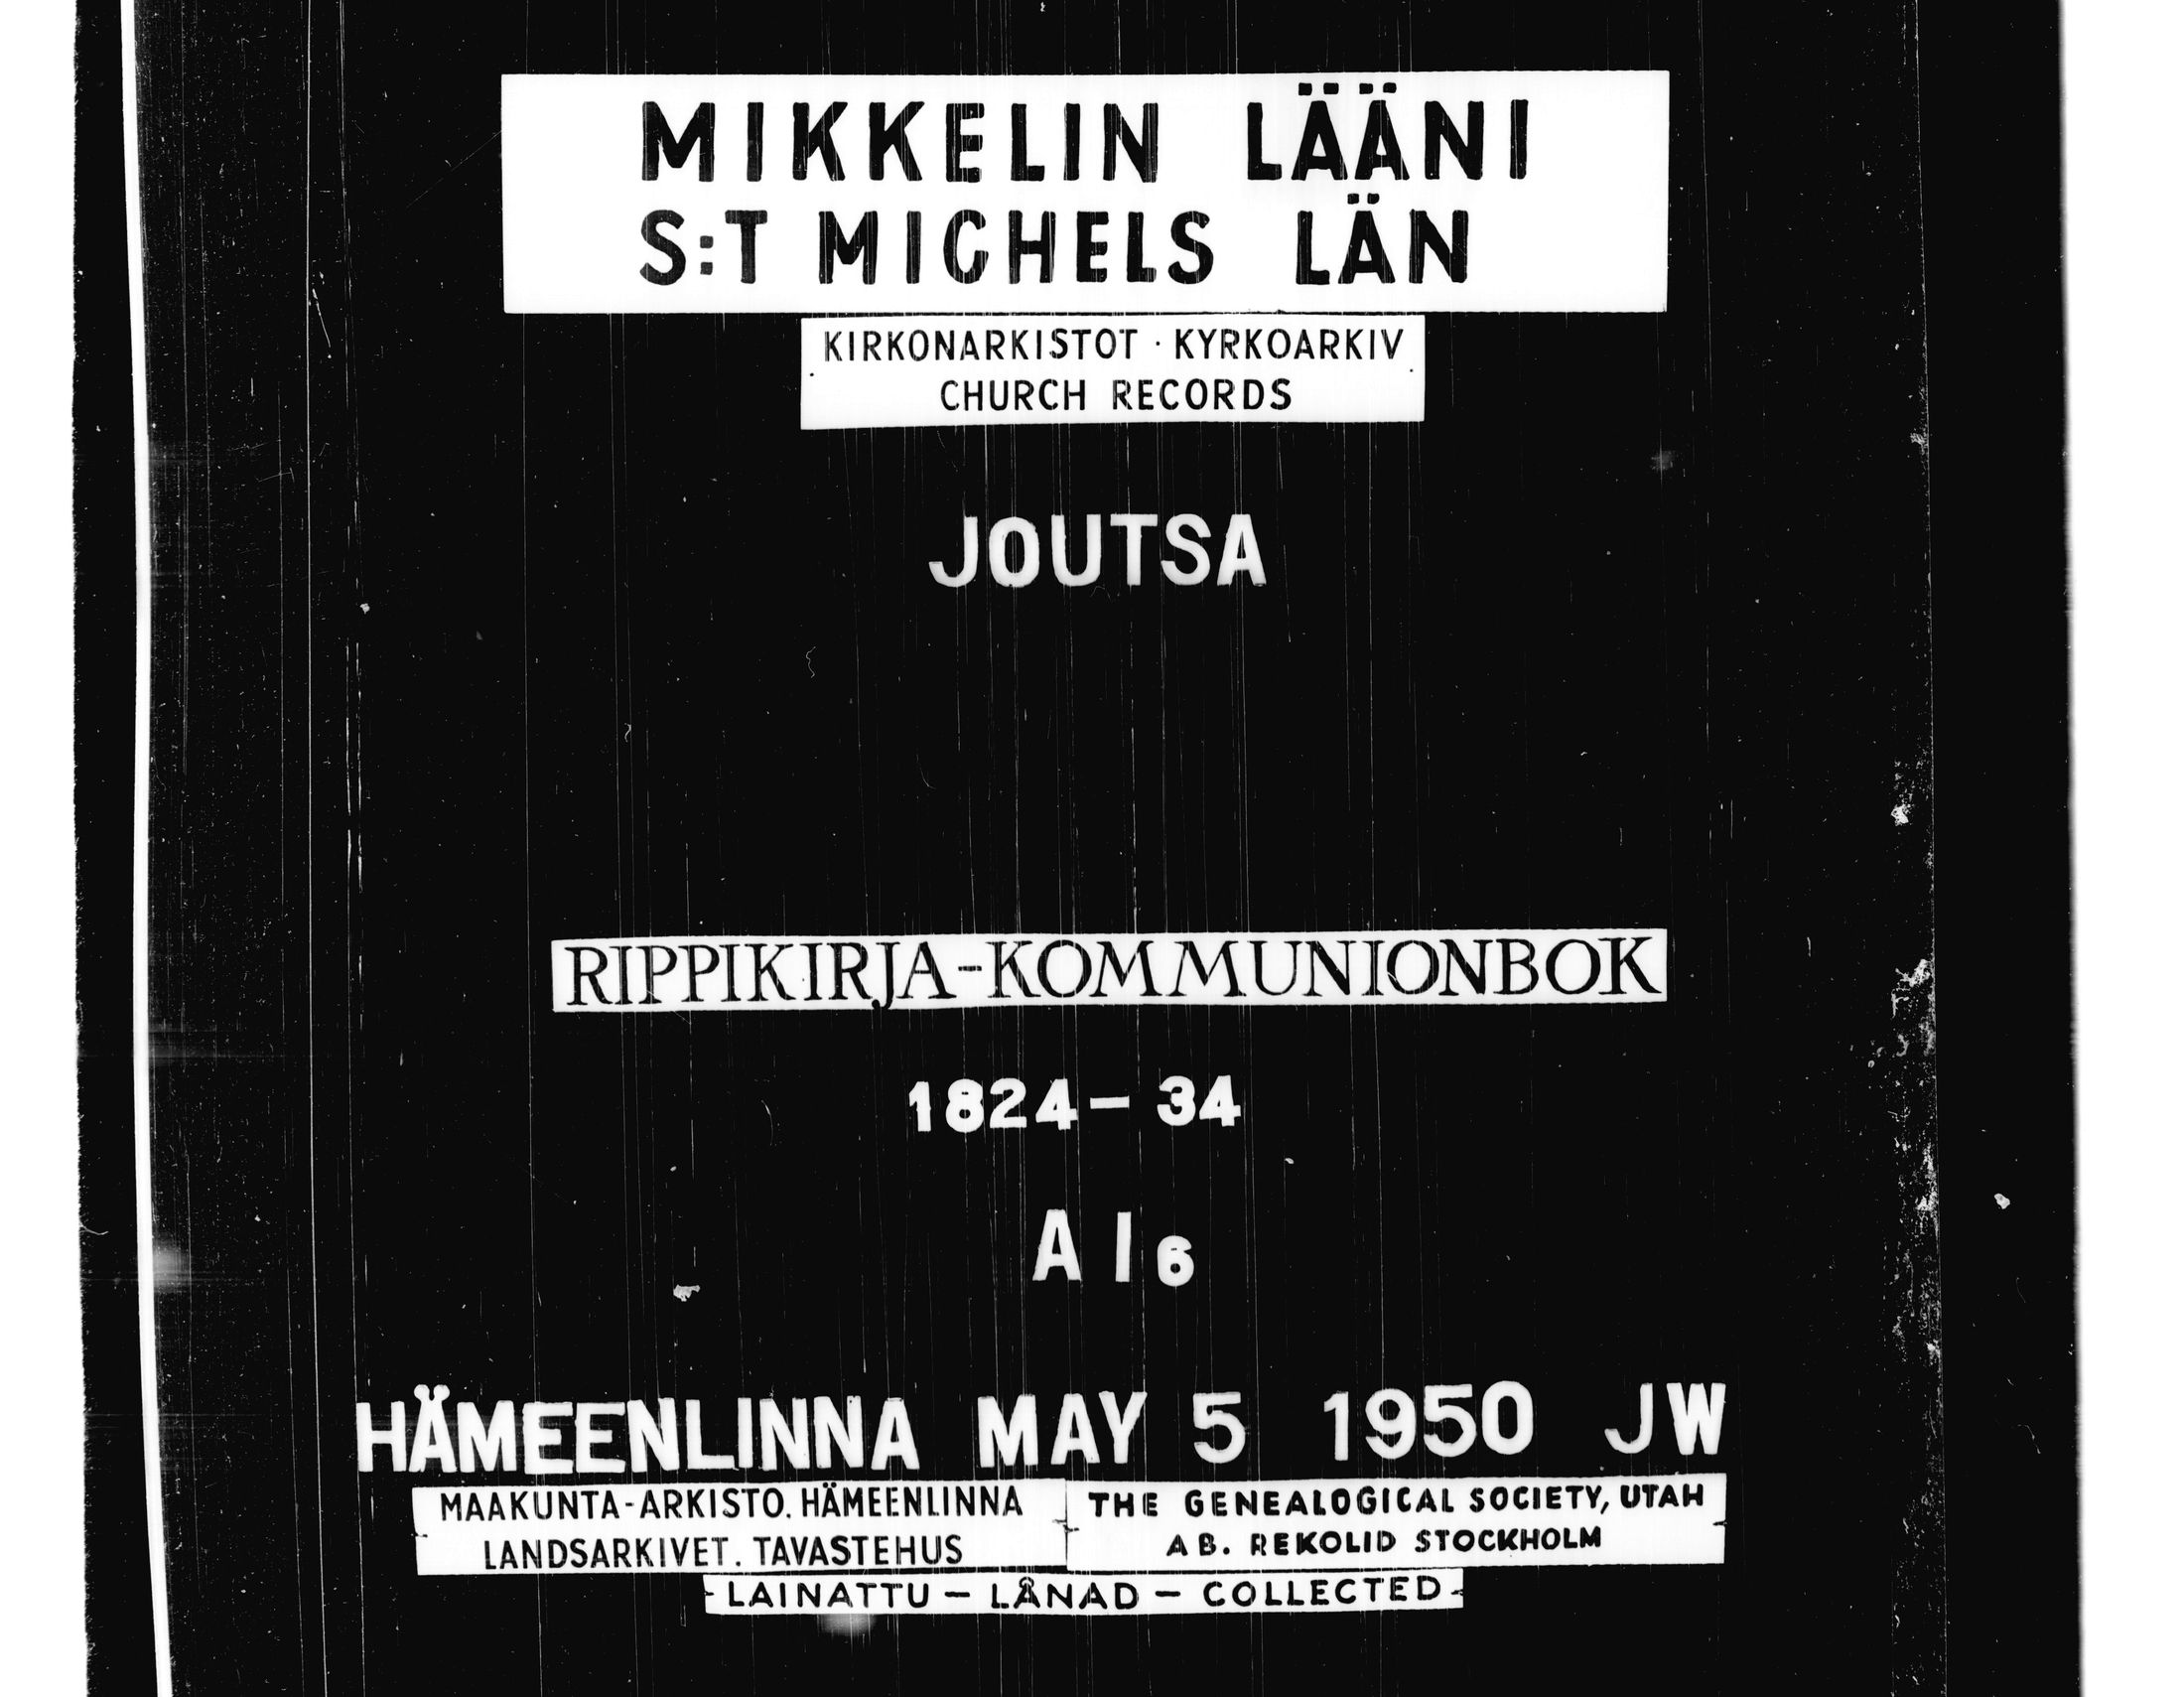 MIKKELIN LÄÄNI
S:T MICHELS LÄN
KIRKONARKISTOT · KYRKOARKIV
CHURCH RECORDS
JOUTSA
RIPPIKIRJA-KOMMUNIONBOK
1824-34
A I 6
HÄMEENLINNA MAY 5 1950 JW
MAAKUNTA-ARKISTO. HÄMEENLINNA
LANDSARKIVET. TAVASTEHUS
THE GENEALOGICAL SOCIETY, UTAH
AB. REKOLID STOCKHOLM
LAINATTU - LÅNAD - COLLECTED